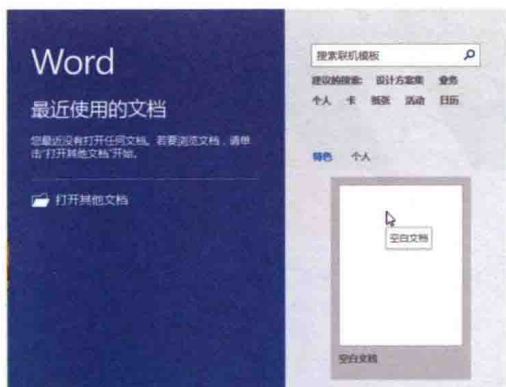 Word
最近使用的文档
您最近没有打开任何文档。若要浏览文档，请单
击"打开其他文档"开始。
打开其他文档
搜索联机模板
建议的搜索: 设计方案集 业务
个人 卡 纸张 活动 日历
特色 个人
空白文档
空白文档